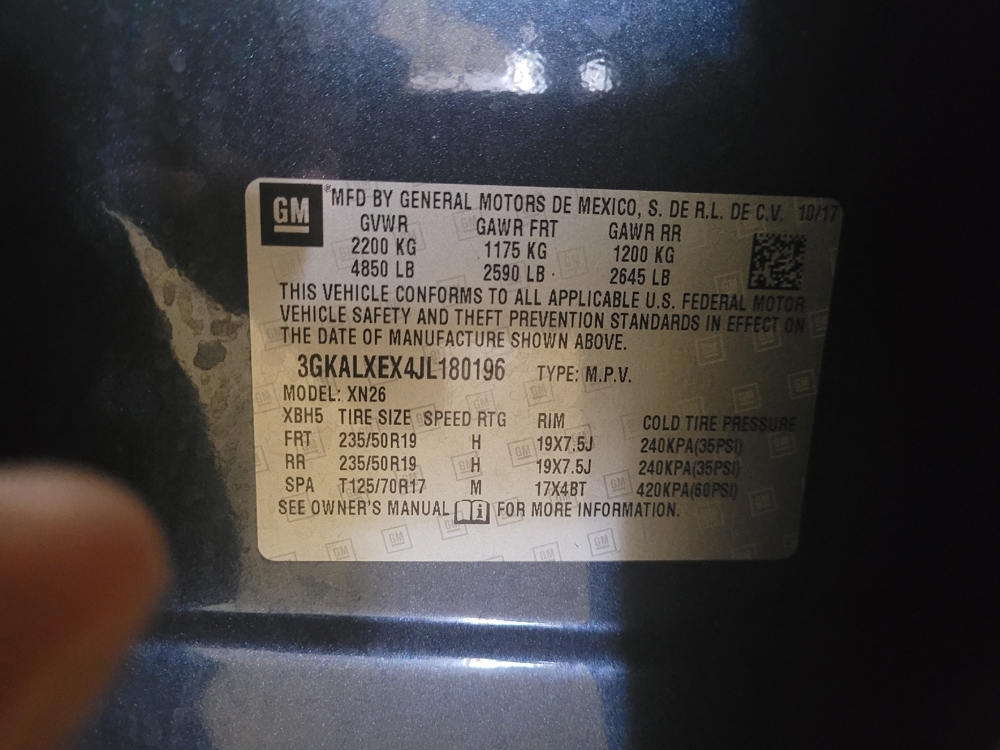 GM ® MFD BY GENERAL MOTORS DE MEXICO, S. DE R.L. DE C.V. 10/17
GVWR GAWR FRT GAWR RR
2200 KG 1175 KG 1200 KG
4850 LB 2590 LB 2645 LB
THIS VEHICLE CONFORMS TO ALL APPLICABLE U.S. FEDERAL MOTOR
VEHICLE SAFETY AND THEFT PREVENTION STANDARDS IN EFFECT ON
THE DATE OF MANUFACTURE SHOWN ABOVE.
3GKALXEX4JL180196 TYPE: M.P.V.
MODEL: XN26
XBH5 TIRE SIZE SPEED RTG RIM COLD TIRE PRESSURE
FRT 235/50R19 H 19X7.5J 240KPA(35PSI)
RR 235/50R19 H 19X7.5J 240KPA(35PSI)
SPA T125/70R17 M 17X4BT 420KPA(60PSI)
SEE OWNER'S MANUAL i FOR MORE INFORMATION.